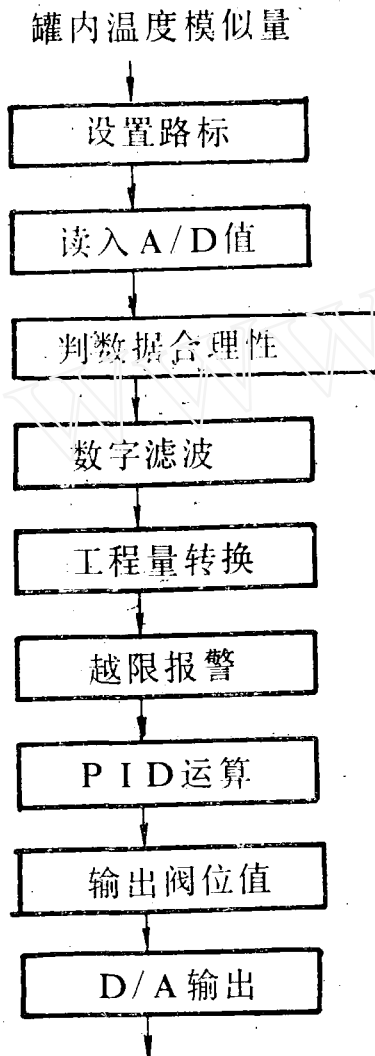 罐内温度模似量
设置路标
读入A/D值
判数据合理性
数字滤波
工程量转换
越限报警
PID运算
输出阀位值
D/A输出